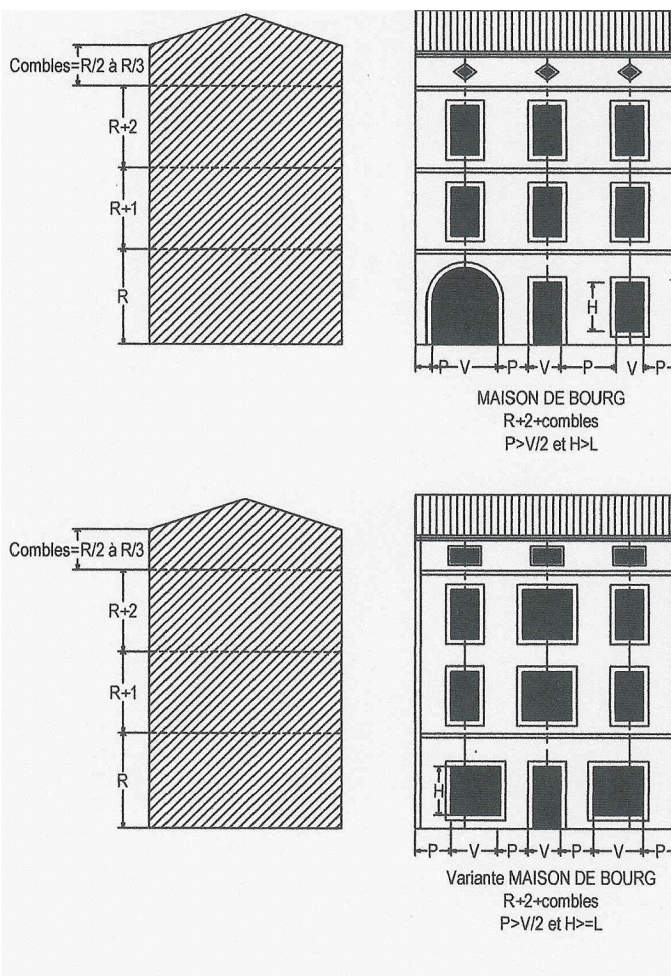 Combles=R/2 à R/3
R+2
R+1
R
H
P V P V P V P
MAISON DE BOURG
R+2+combles
P>V/2 et H>L
Combles=R/2 à R/3
R+2
R+1
R
H
P V P V P V P
Variante MAISON DE BOURG
R+2+combles
P>V/2 et H>=L